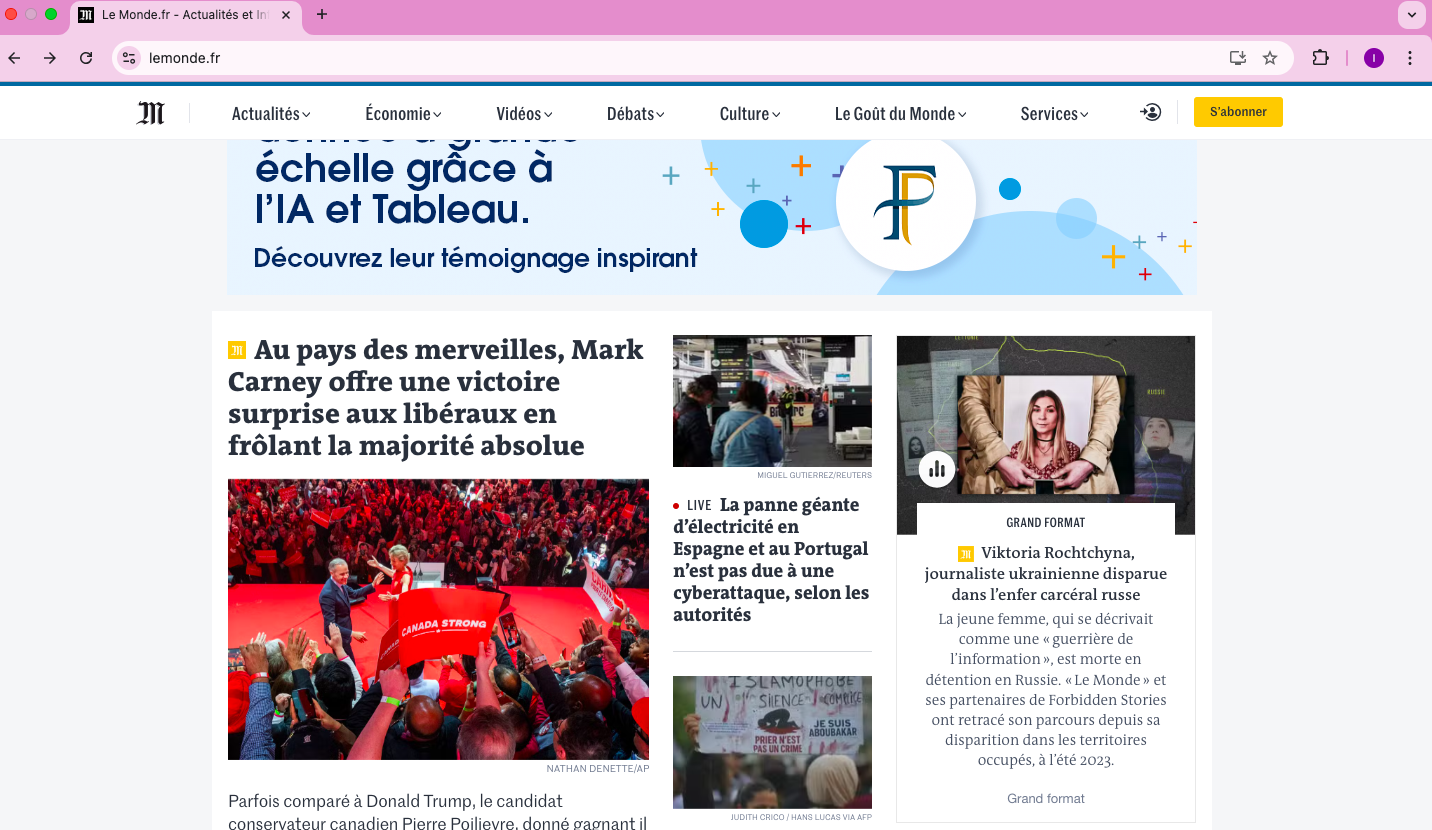 Le Monde.fr - Actualités et In
lemonde.fr
I
M
Actualités
Économie
Vidéos
Débats
Culture
Le Goût du Monde
Services
S'abonner
échelle grâce à
l'IA et Tableau.
Découvrez leur témoignage inspirant
Au pays des merveilles, Mark
Carney offre une victoire
surprise aux libéraux en
frôlant la majorité absolue
CANADA STRONG
NATHAN DENETTE/AP
Parfois comparé à Donald Trump, le candidat
conservateur canadien Pierre Poilievre, donné gagnant il
MIGUEL GUTIERREZ/REUTERS
LIVE La panne géante
d'électricité en
Espagne et au Portugal
n'est pas due à une
cyberattaque, selon les
autorités
ISLAMOPHOBE
UN SILENCE COMPLICE
JE SUIS
ABOUBAKAR
PRIER N'EST
PAS UN CRIME
JUDITH CRICO / HANS LUCAS VIA AFP
LETTONIE
RUSSIE
GRAND FORMAT
Viktoria Rochtchyna,
journaliste ukrainienne disparue
dans l'enfer carcéral russe
La jeune femme, qui se décrivait
comme une « guerrière de
l'information », est morte en
détention en Russie. « Le Monde » et
ses partenaires de Forbidden Stories
ont retracé son parcours depuis sa
disparition dans les territoires
occupés, à l'été 2023.
Grand format